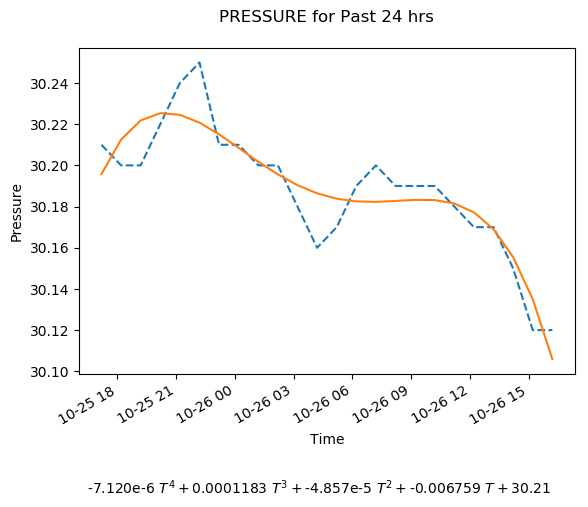 PRESSURE for Past 24 hrs
Pressure
30.24
30.22
30.20
30.18
30.16
30.14
30.12
30.10
10-25 18 10-25 21 10-26 00 10-26 03 10-26 06 10-26 09 10-26 12 10-26 15
Time
-7.120e-6 T⁴ + 0.0001183 T³ + -4.857e-5 T² + -0.006759 T + 30.21